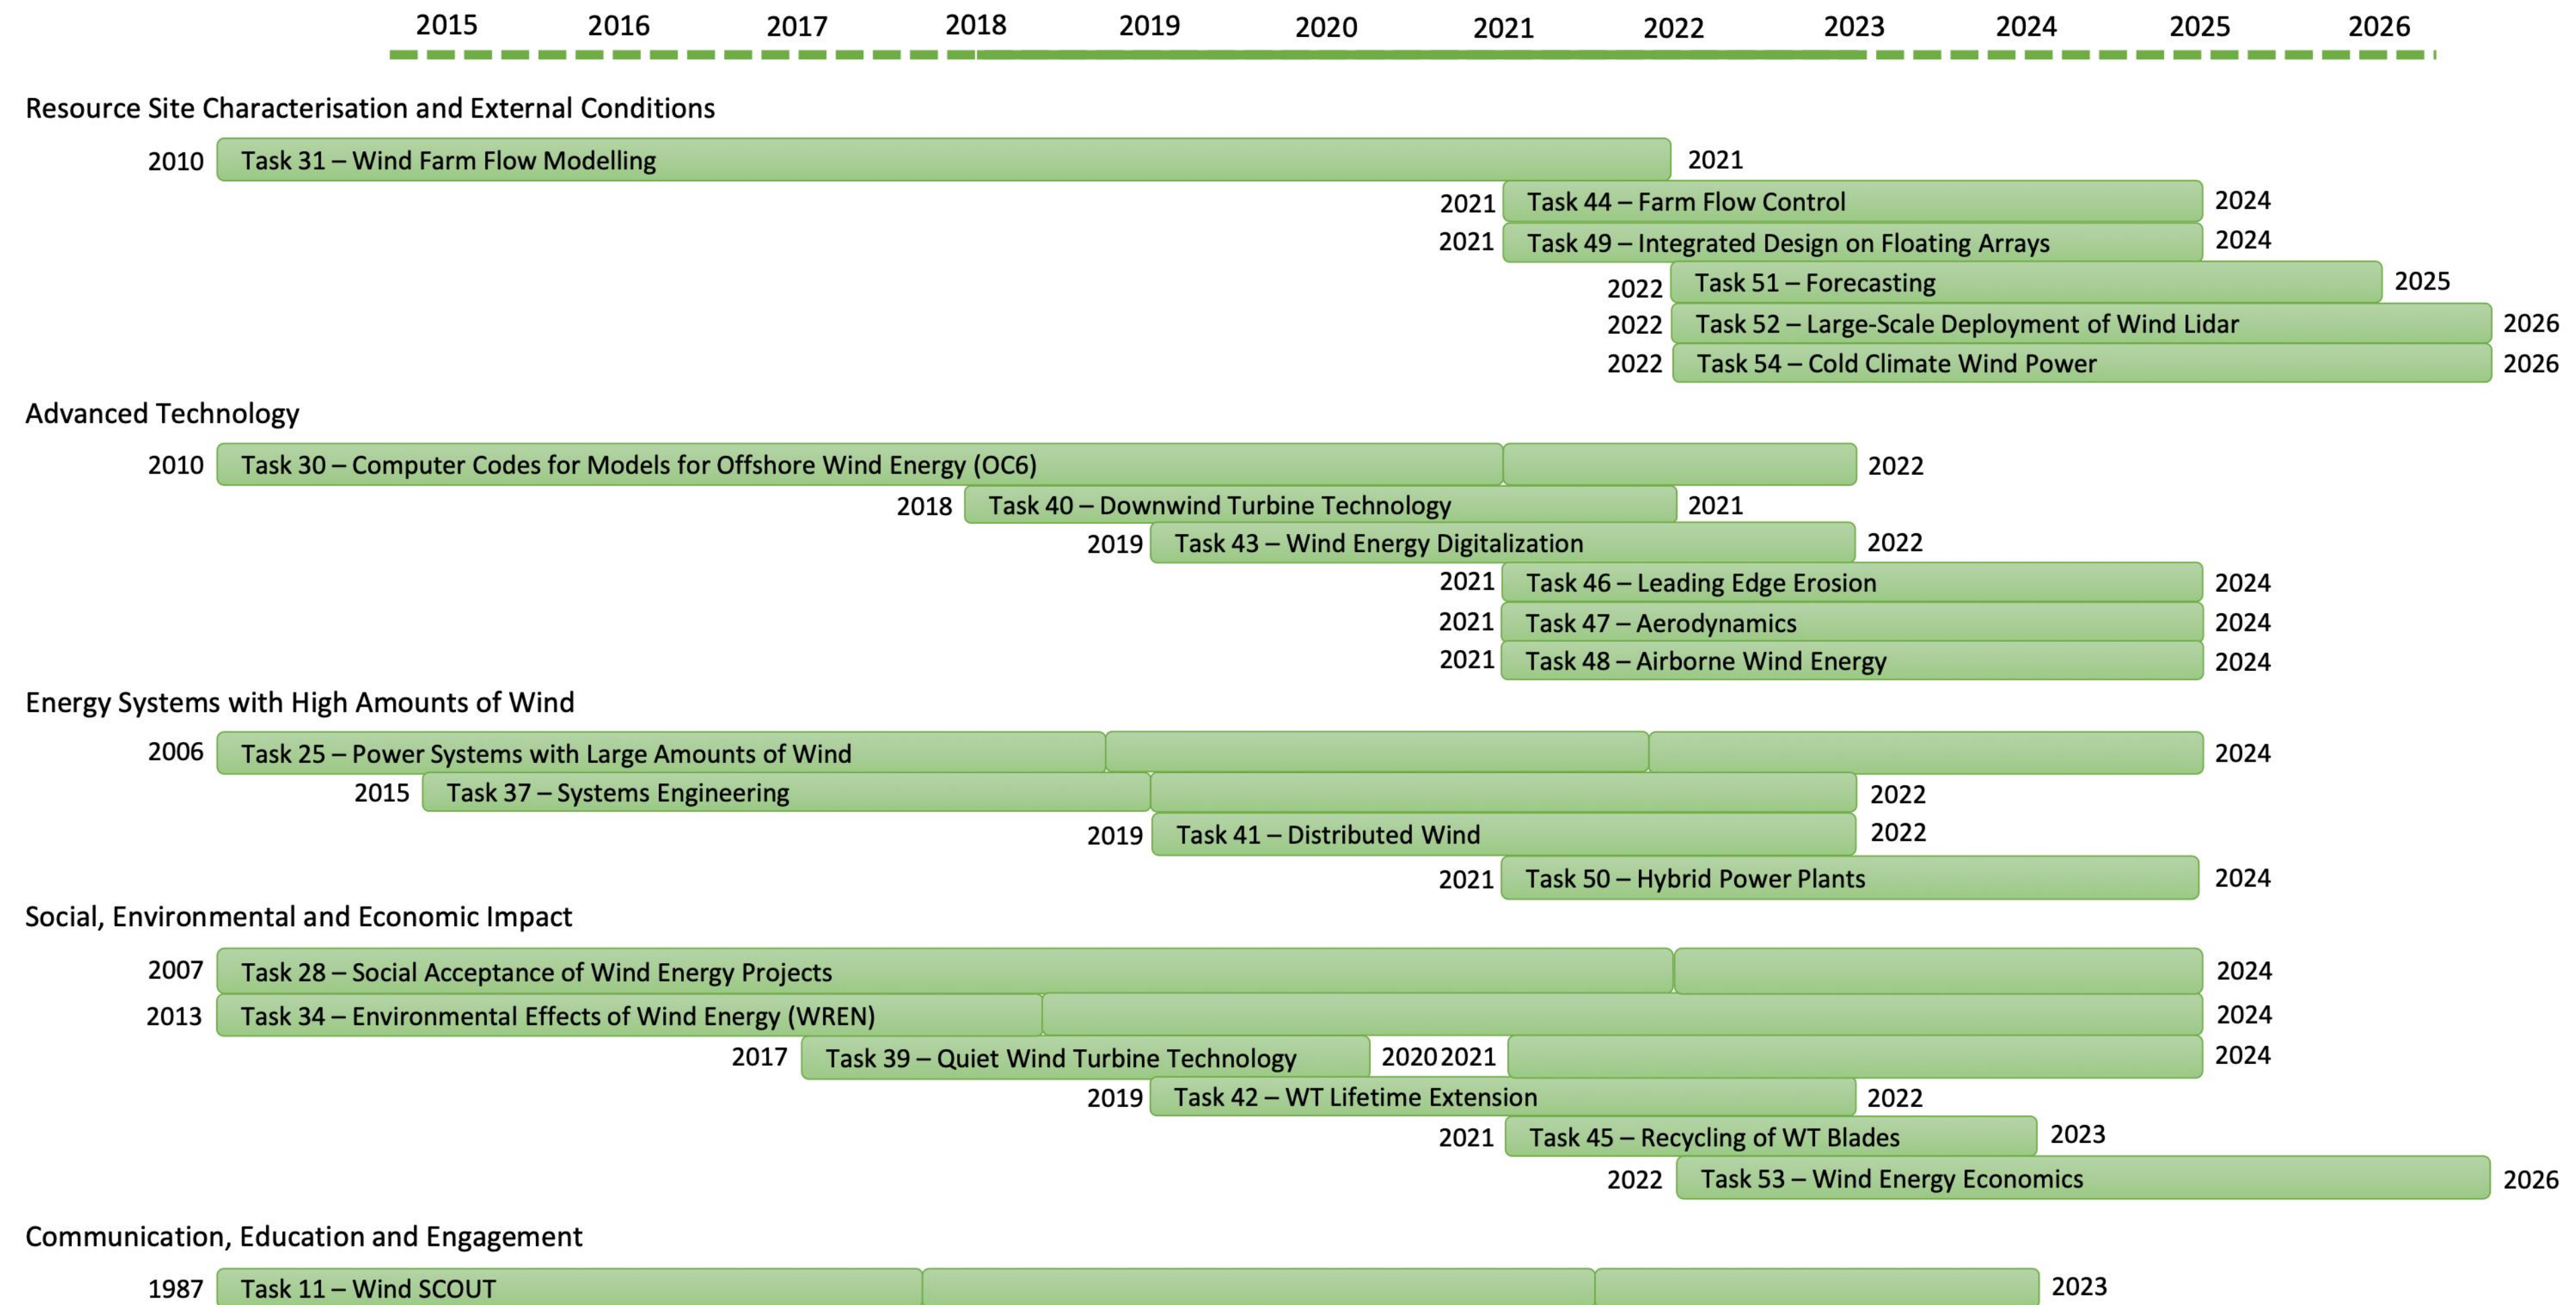 2015 2016 2017 2018 2019 2020 2021 2022 2023 2024 2025 2026
Resource Site Characterisation and External Conditions
2010 Task 31 – Wind Farm Flow Modelling 2021
2021 Task 44 – Farm Flow Control 2024
2021 Task 49 – Integrated Design on Floating Arrays 2024
2022 Task 51 – Forecasting 2025
2022 Task 52 – Large-Scale Deployment of Wind Lidar 2026
2022 Task 54 – Cold Climate Wind Power 2026
Advanced Technology
2010 Task 30 – Computer Codes for Models for Offshore Wind Energy (OC6) 2022
2018 Task 40 – Downwind Turbine Technology 2021
2019 Task 43 – Wind Energy Digitalization 2022
2021 Task 46 – Leading Edge Erosion 2024
2021 Task 47 – Aerodynamics 2024
2021 Task 48 – Airborne Wind Energy 2024
Energy Systems with High Amounts of Wind
2006 Task 25 – Power Systems with Large Amounts of Wind 2024
2015 Task 37 – Systems Engineering 2022
2019 Task 41 – Distributed Wind 2022
2021 Task 50 – Hybrid Power Plants 2024
Social, Environmental and Economic Impact
2007 Task 28 – Social Acceptance of Wind Energy Projects 2024
2013 Task 34 – Environmental Effects of Wind Energy (WREN) 2024
2017 Task 39 – Quiet Wind Turbine Technology 2020 2021 2024
2019 Task 42 – WT Lifetime Extension 2022
2021 Task 45 – Recycling of WT Blades 2023
2022 Task 53 – Wind Energy Economics 2026
Communication, Education and Engagement
1987 Task 11 – Wind SCOUT 2023